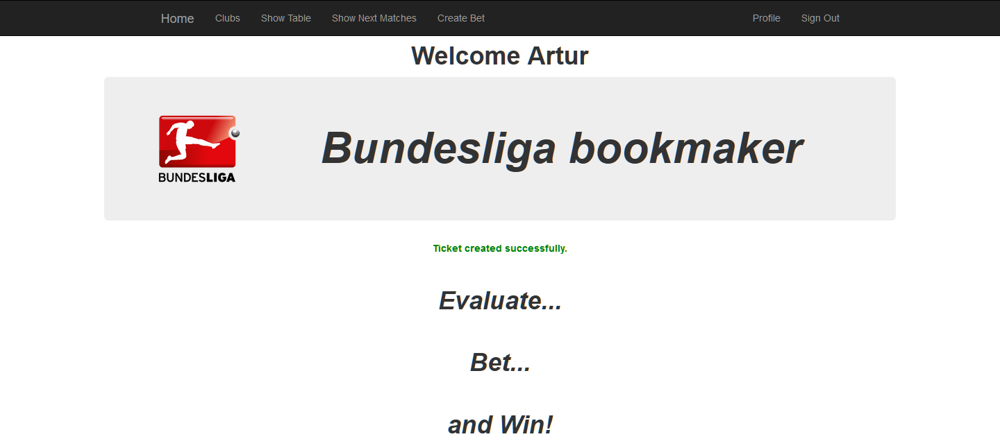 Home Clubs Show Table Show Next Matches Create Bet Profile Sign Out
Welcome Artur
Bundesliga bookmaker
BUNDESLIGA
Ticket created successfully.
Evaluate...
Bet...
and Win!